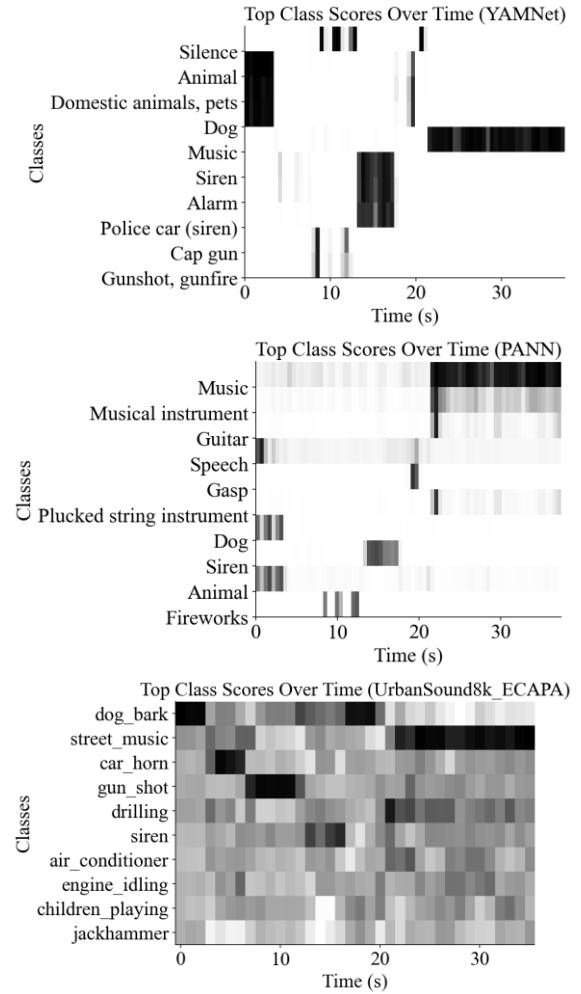 Top Class Scores Over Time (YAMNet)
Classes
Silence
Animal
Domestic animals, pets
Dog
Music
Siren
Alarm
Police car (siren)
Cap gun
Gunshot, gunfire
0 10 20 30
Time (s)
Top Class Scores Over Time (PANN)
Classes
Music
Musical instrument
Guitar
Speech
Gasp
Plucked string instrument
Dog
Siren
Animal
Fireworks
0 10 20 30
Time (s)
Top Class Scores Over Time (UrbanSound8k_ECAPA)
Classes
dog_bark
street_music
car_horn
gun_shot
drilling
siren
air_conditioner
engine_idling
children_playing
jackhammer
0 10 20 30
Time (s)